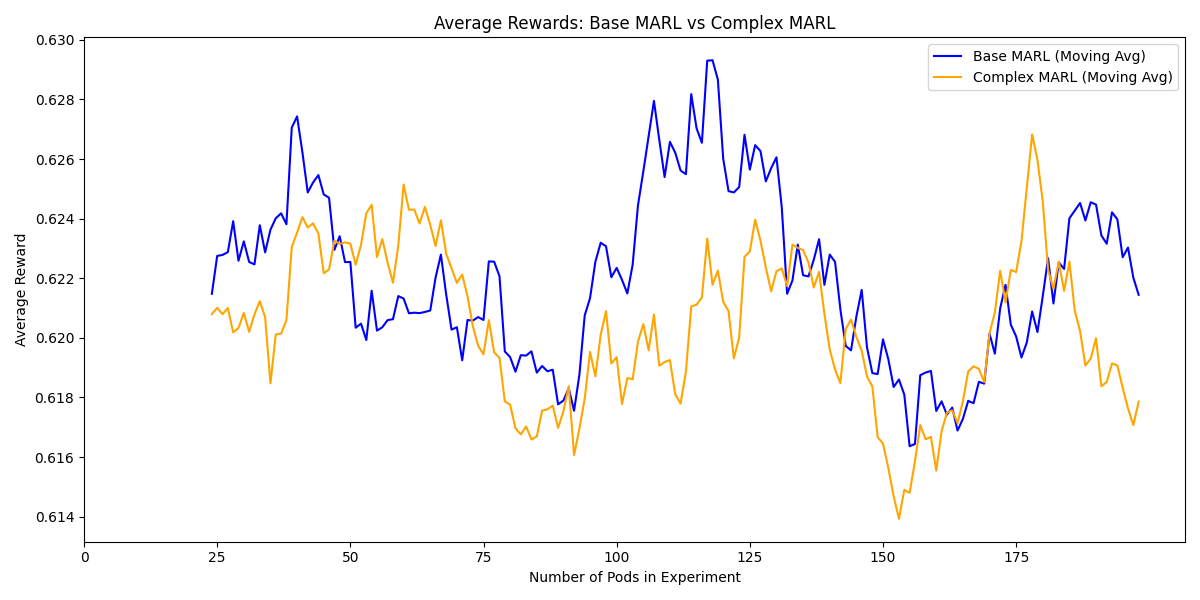 Average Rewards: Base MARL vs Complex MARL
Base MARL (Moving Avg)
Complex MARL (Moving Avg)
Average Reward
0.630
0.628
0.626
0.624
0.622
0.620
0.618
0.616
0.614
0 25 50 75 100 125 150 175
Number of Pods in Experiment